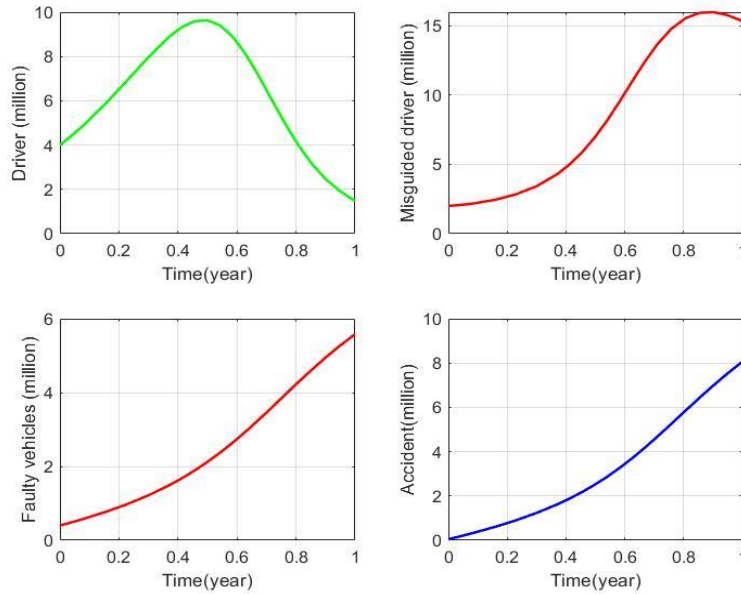 Driver (million)
10
8
6
4
2
0
0 0.2 0.4 0.6 0.8 1
Time(year)
Misguided driver (million)
15
10
5
0
0 0.2 0.4 0.6 0.8 1
Time(year)
Faulty vehicles (million)
6
4
2
0
0 0.2 0.4 0.6 0.8 1
Time(year)
Accident(million)
10
8
6
4
2
0
0 0.2 0.4 0.6 0.8 1
Time(year)